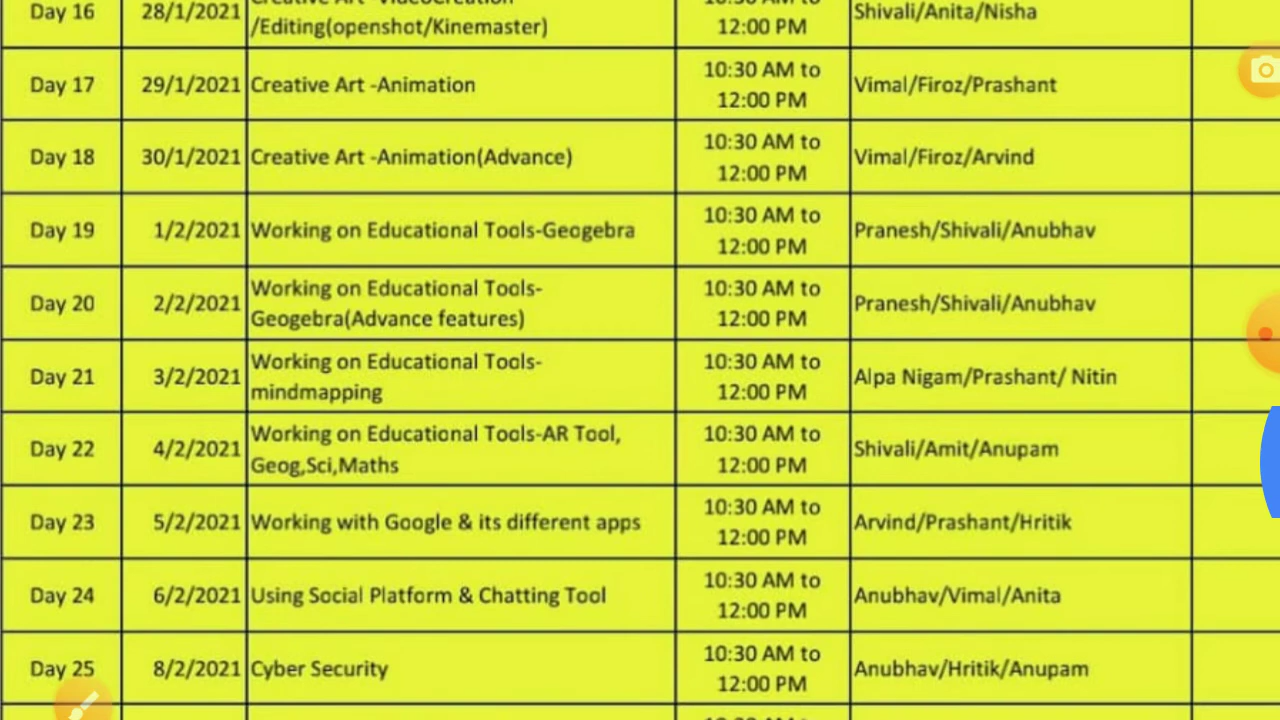 Day 16 28/1/2021 Creative Art -Videocreation 10:30 AM to Shivali/Anita/Nisha
/Editing(openshot/Kinemaster) 12:00 PM
Day 17 29/1/2021 Creative Art -Animation 10:30 AM to Vimal/Firoz/Prashant
12:00 PM
Day 18 30/1/2021 Creative Art -Animation(Advance) 10:30 AM to Vimal/Firoz/Arvind
12:00 PM
Day 19 1/2/2021 Working on Educational Tools-Geogebra 10:30 AM to Pranesh/Shivali/Anubhav
12:00 PM
Day 20 2/2/2021 Working on Educational Tools- 10:30 AM to Pranesh/Shivali/Anubhav
Geogebra(Advance features) 12:00 PM
Day 21 3/2/2021 Working on Educational Tools- 10:30 AM to Alpa Nigam/Prashant/ Nitin
mindmapping 12:00 PM
Day 22 4/2/2021 Working on Educational Tools-AR Tool, 10:30 AM to Shivali/Amit/Anupam
Geog,Sci,Maths 12:00 PM
Day 23 5/2/2021 Working with Google & its different apps 10:30 AM to Arvind/Prashant/Hritik
12:00 PM
Day 24 6/2/2021 Using Social Platform & Chatting Tool 10:30 AM to Anubhav/Vimal/Anita
12:00 PM
Day 25 8/2/2021 Cyber Security 10:30 AM to Anubhav/Hritik/Anupam
12:00 PM